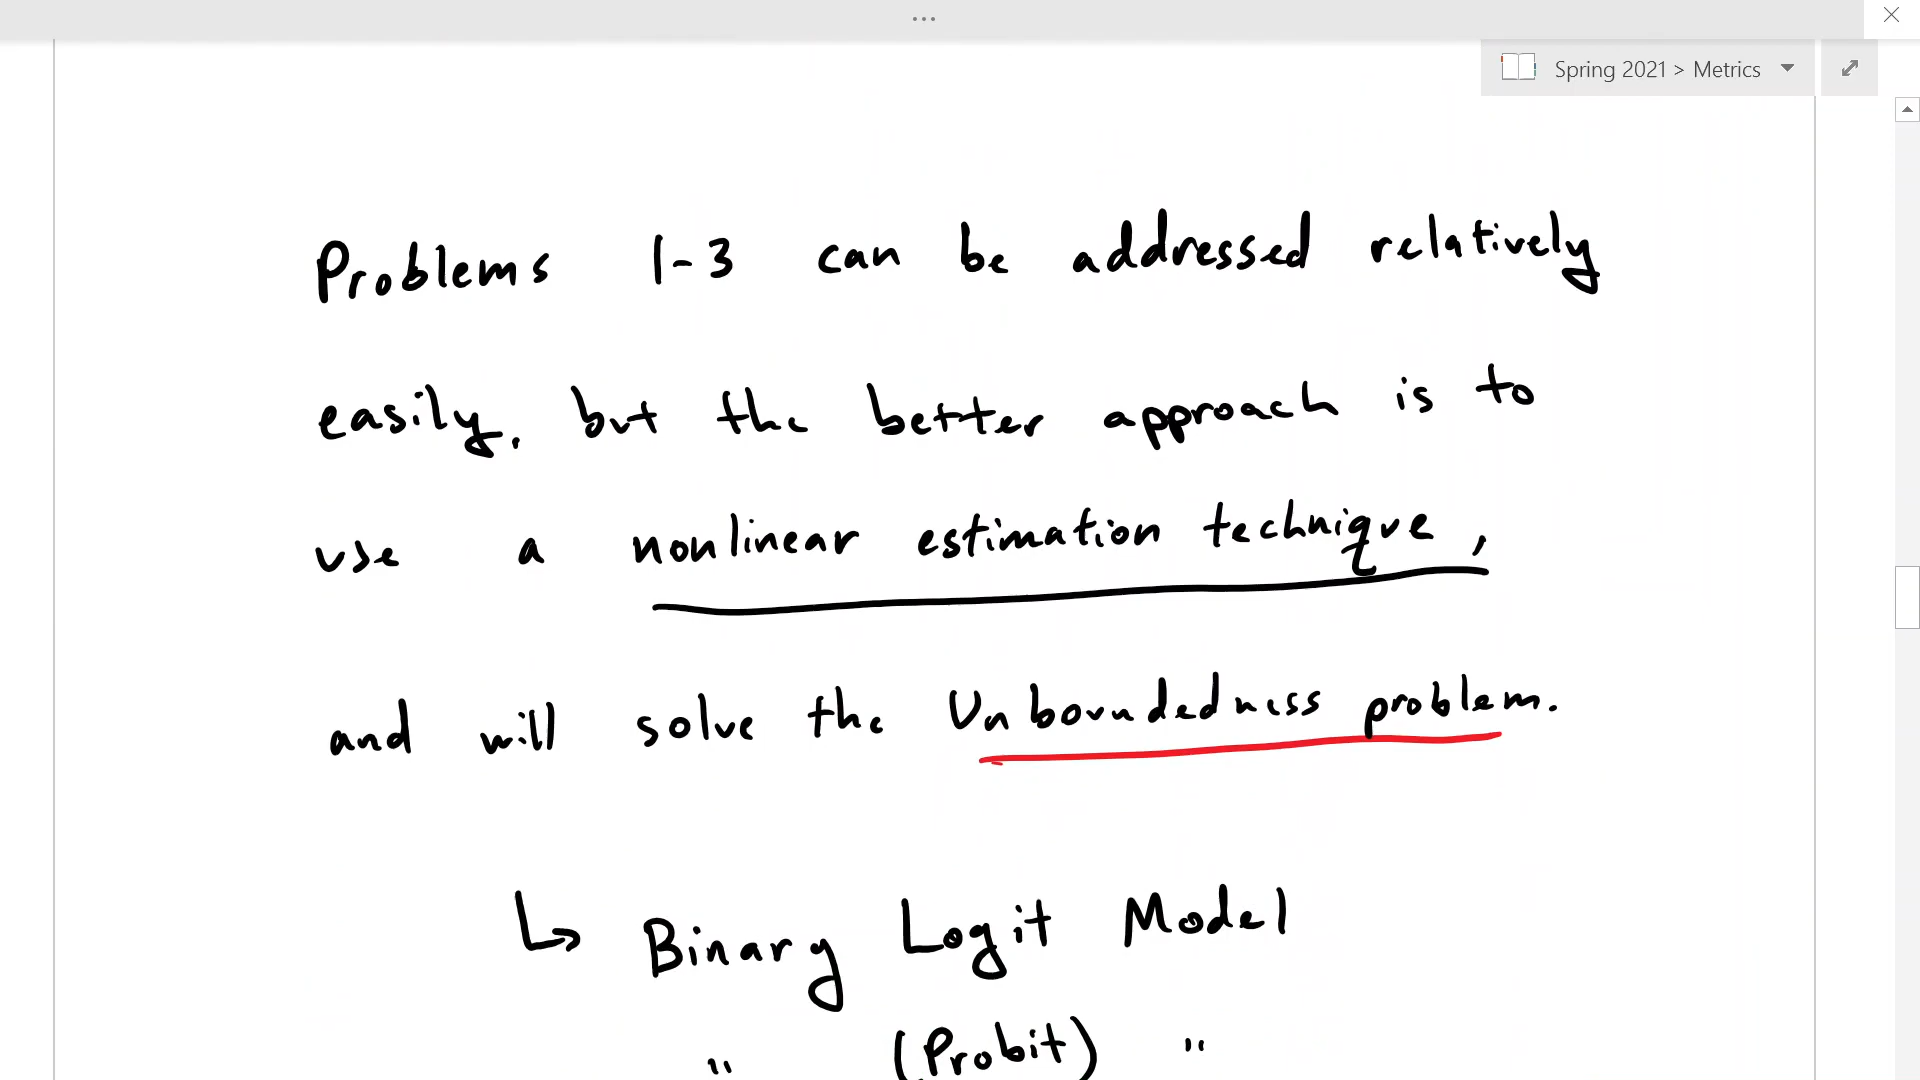 ...
Spring 2021 > Metrics
Problems 1-3 can be addressed relatively
easily, but the better approach is to
use a nonlinear estimation technique,
and will solve the Unboundedness problem.
↳ Binary Logit Model
" (Probit) "